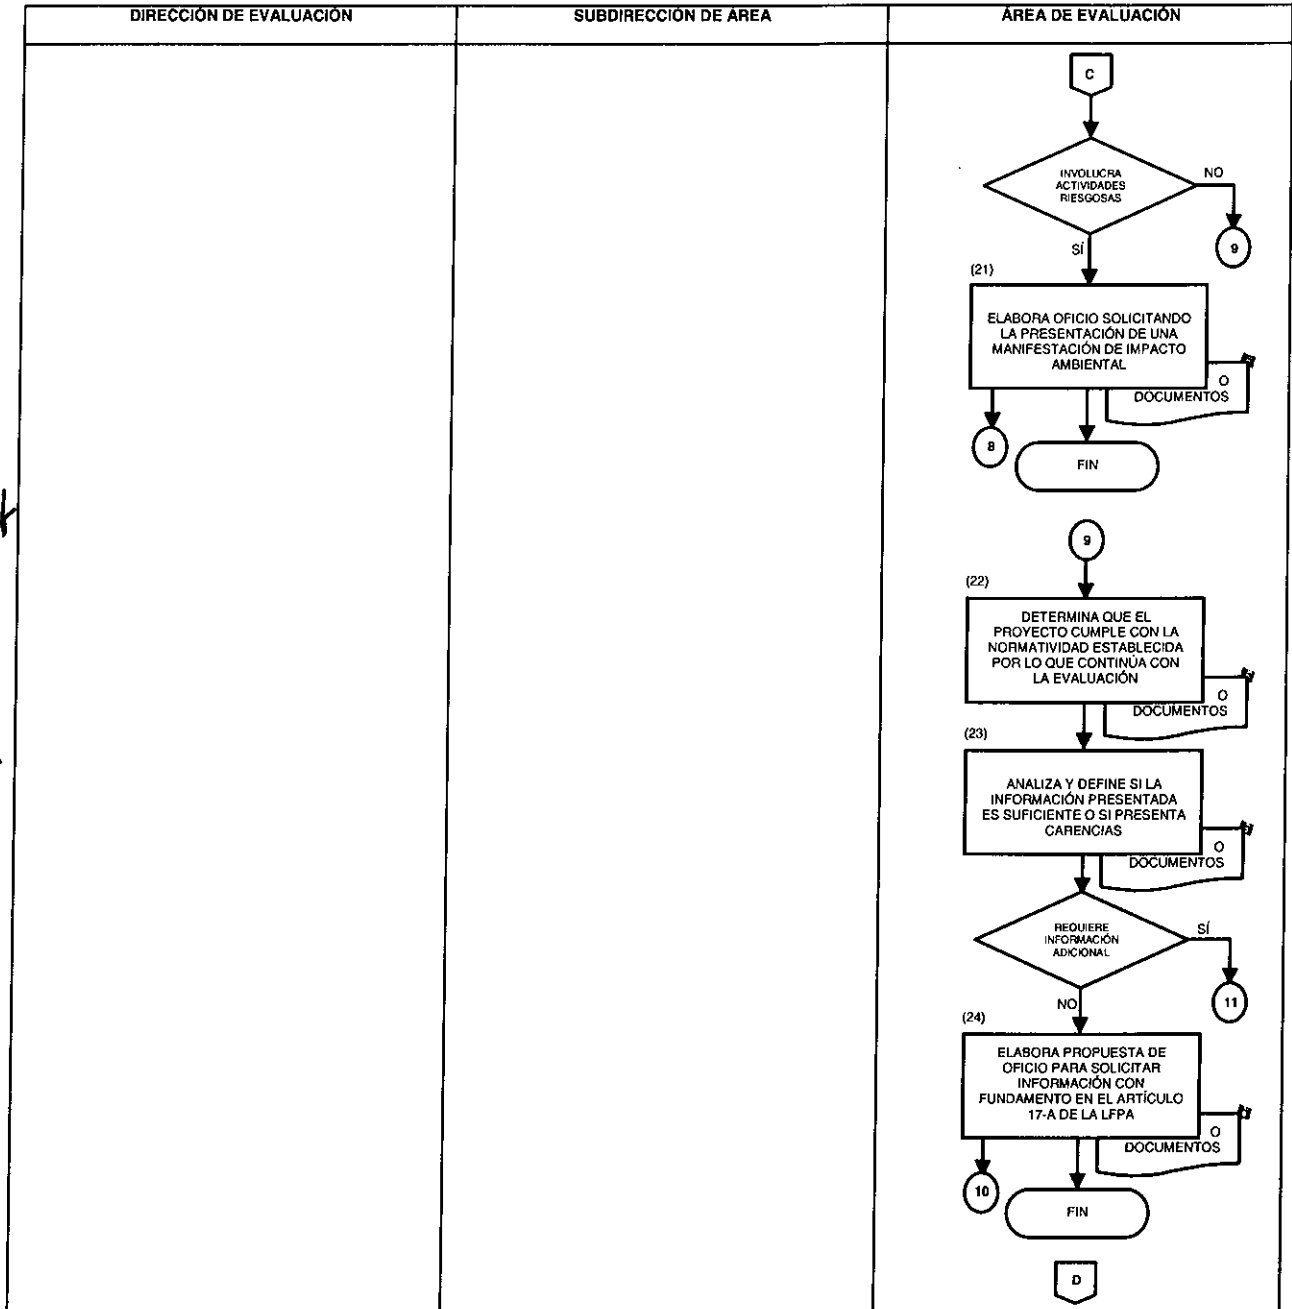 DIRECCIÓN DE EVALUACIÓN
SUBDIRECCIÓN DE ÁREA
ÁREA DE EVALUACIÓN
C
INVOLUCRA
ACTIVIDADES
RIESGOSAS
NO
9
SÍ
(21)
ELABORA OFICIO SOLICITANDO
LA PRESENTACIÓN DE UNA
MANIFESTACIÓN DE IMPACTO
AMBIENTAL
O
DOCUMENTOS
8
FIN
9
(22)
DETERMINA QUE EL
PROYECTO CUMPLE CON LA
NORMATIVIDAD ESTABLECIDA
POR LO QUE CONTINÚA CON
LA EVALUACIÓN
O
DOCUMENTOS
(23)
ANALIZA Y DEFINE SI LA
INFORMACIÓN PRESENTADA
ES SUFICIENTE O SI PRESENTA
CARENCIAS
O
DOCUMENTOS
REQUIERE
INFORMACIÓN
ADICIONAL
SÍ
11
NO
(24)
ELABORA PROPUESTA DE
OFICIO PARA SOLICITAR
INFORMACIÓN CON
FUNDAMENTO EN EL ARTÍCULO
17-A DE LA LFPA
O
DOCUMENTOS
10
FIN
D